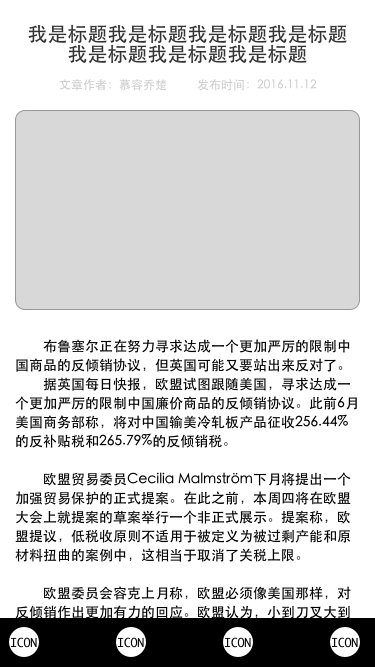 我是标题我是标题我是标题我是标题
我是标题我是标题我是标题
文章作者：慕容乔楚 发布时间：2016.11.12
布鲁塞尔正在努力寻求达成一个更加严厉的限制中
国商品的反倾销协议，但英国可能又要站出来反对了。
据英国每日快报，欧盟试图跟随美国，寻求达成一
个更加严厉的限制中国廉价商品的反倾销协议。此前6月
美国商务部称，将对中国输美冷轧板产品征收256.44%
的反补贴税和265.79%的反倾销税。
欧盟贸易委员Cecilia Malmström下月将提出一个
加强贸易保护的正式提案。在此之前，本周四将在欧盟
大会上就提案的草案举行一个非正式展示。提案称，欧
盟提议，低税收原则不适用于被定义为被过剩产能和原
材料扭曲的案例中，这相当于取消了关税上限。
欧盟委员会容克上月称，欧盟必须像美国那样，对
反倾销作出更加有力的回应。欧盟认为，小到刀叉大到
ICON ICON ICON ICON